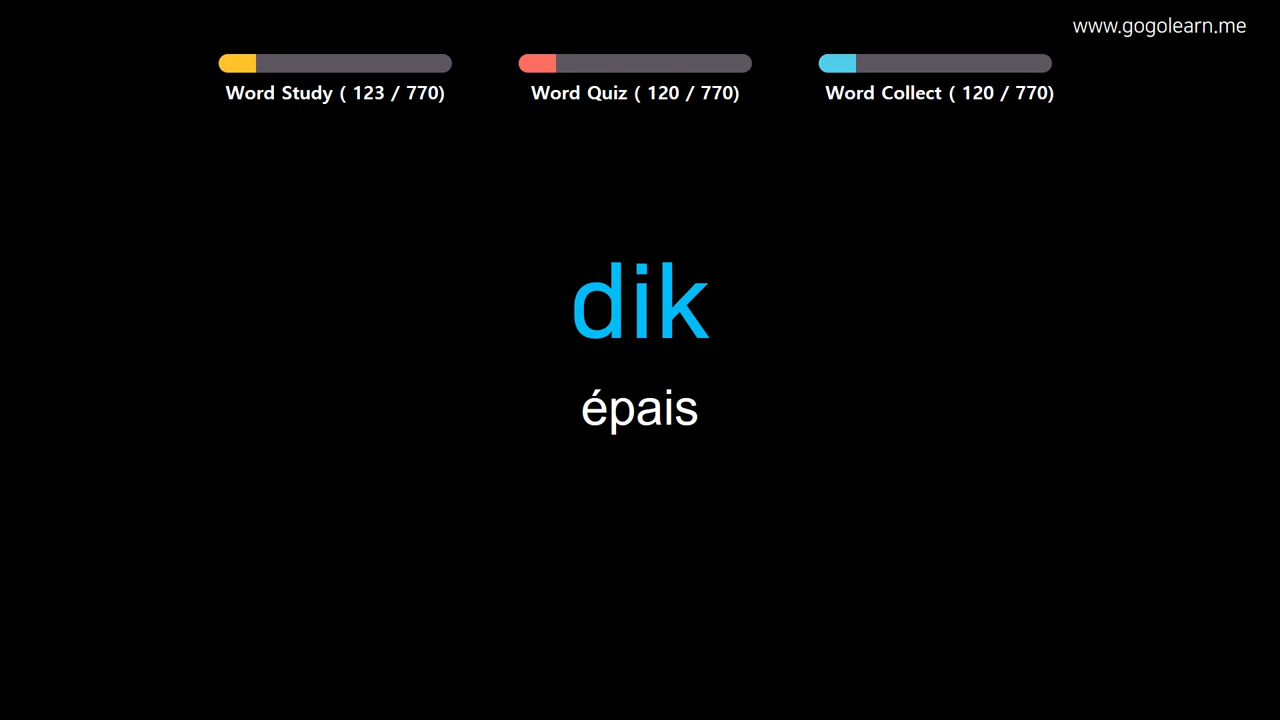 www.gogolearn.me
Word Study ( 123 / 770)
Word Quiz ( 120 / 770)
Word Collect ( 120 / 770)
dik
épais